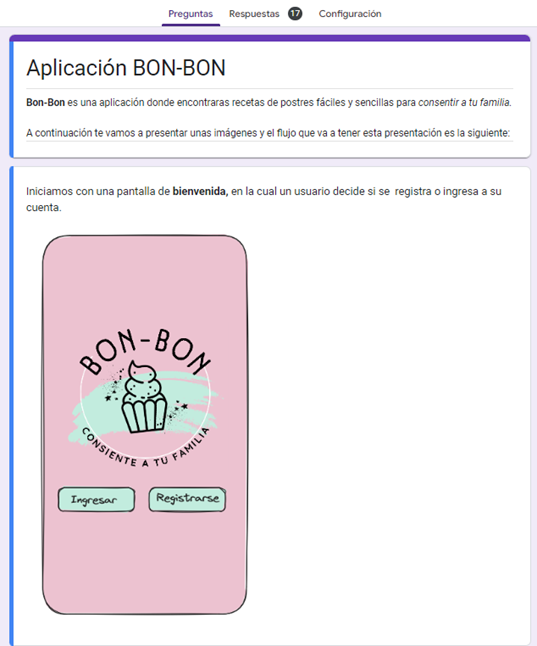 Preguntas Respuestas 17 Configuración
Aplicación BON-BON
Bon-Bon es una aplicación donde encontraras recetas de postres fáciles y sencillas para consentir a tu familia.
A continuación te vamos a presentar unas imágenes y el flujo que va a tener esta presentación es la siguiente:
Iniciamos con una pantalla de bienvenida, en la cual un usuario decide si se registra o ingresa a su
cuenta.
BON-BON
CONSIENTE A TU FAMILIA
Ingresar Registrarse